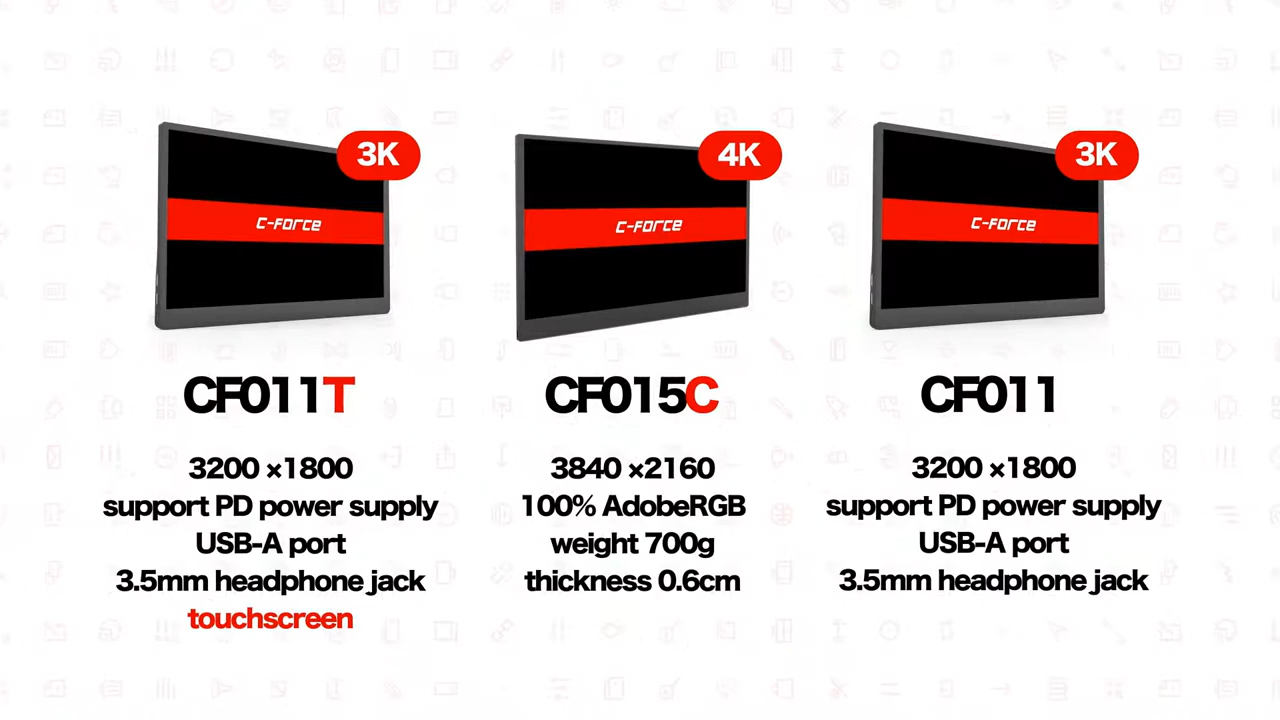 3K
C-FORCE
CF011T
3200 ×1800
support PD power supply
USB-A port
3.5mm headphone jack
touchscreen
4K
C-FORCE
CF015C
3840 ×2160
100% AdobeRGB
weight 700g
thickness 0.6cm
3K
C-FORCE
CF011
3200 ×1800
support PD power supply
USB-A port
3.5mm headphone jack